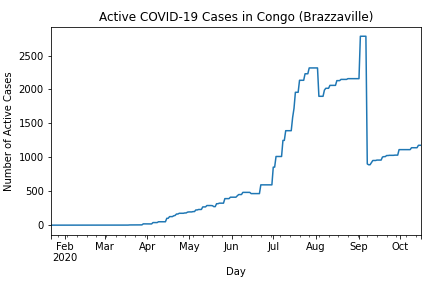 Active COVID-19 Cases in Congo (Brazzaville)
Number of Active Cases
2500
2000
1500
1000
500
0
Feb Mar Apr May Jun Jul Aug Sep Oct
2020
Day